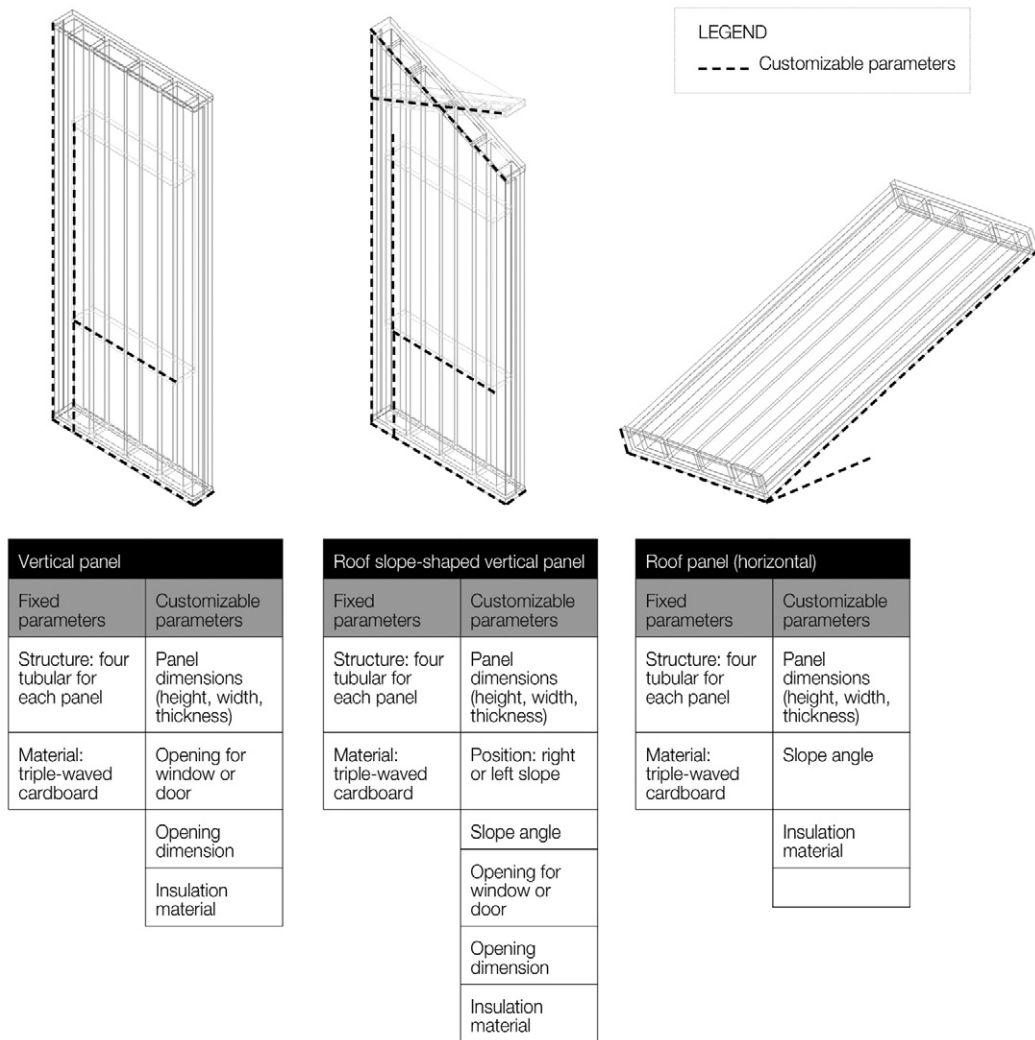 LEGEND
Customizable parameters
Vertical panel
Fixed
parameters
Customizable
parameters
Structure: four
tubular for
each panel
Panel
dimensions
(height, width,
thickness)
Material:
triple-waved
cardboard
Opening for
window or
door
Opening
dimension
Insulation
material
Roof slope-shaped vertical panel
Fixed
parameters
Customizable
parameters
Structure: four
tubular for
each panel
Panel
dimensions
(height, width,
thickness)
Material:
triple-waved
cardboard
Position: right
or left slope
Slope angle
Opening for
window or
door
Opening
dimension
Insulation
material
Roof panel (horizontal)
Fixed
parameters
Customizable
parameters
Structure: four
tubular for
each panel
Panel
dimensions
(height, width,
thickness)
Material:
triple-waved
cardboard
Slope angle
Insulation
material